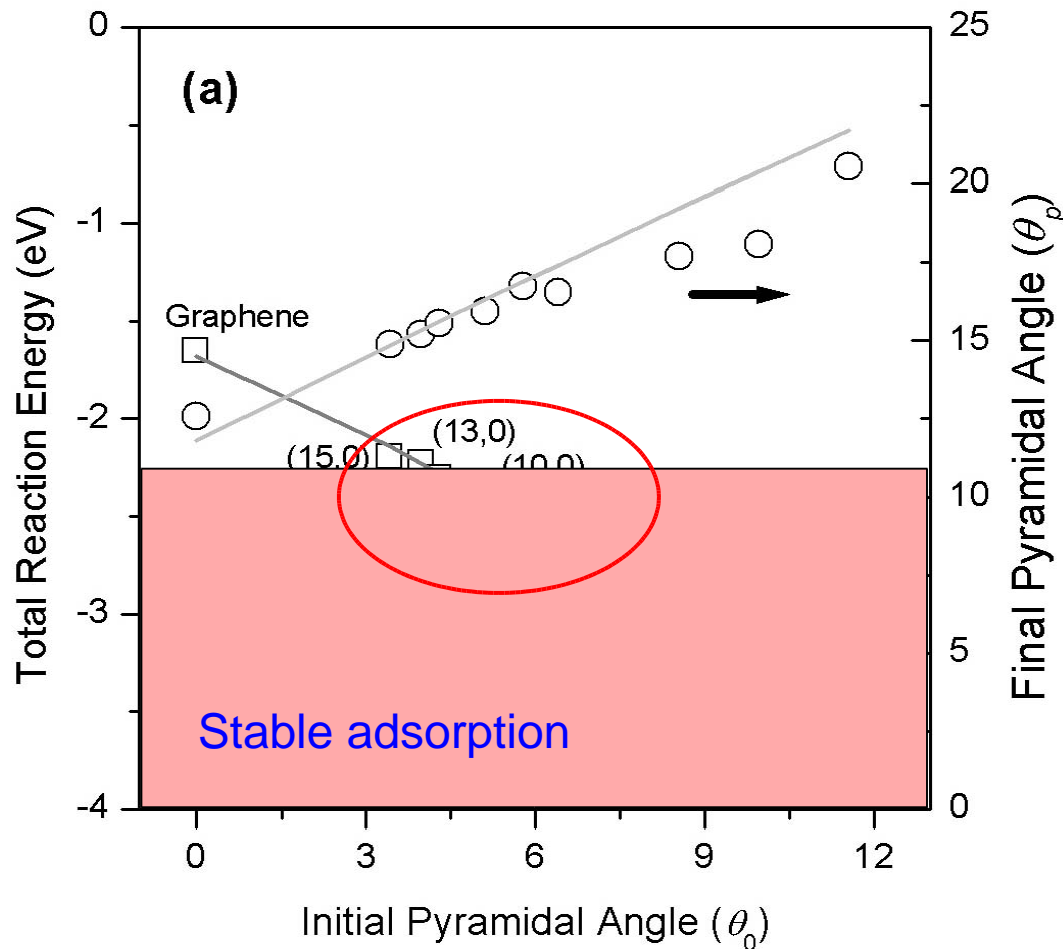 (a)
0
-1
-2
-3
-4
Total Reaction Energy (eV)
25
20
15
10
5
0
Final Pyramidal Angle (θp)
Graphene
(13,0)
(15,0)
(10,0)
Stable adsorption
0 3 6 9 12
Initial Pyramidal Angle (θ0)